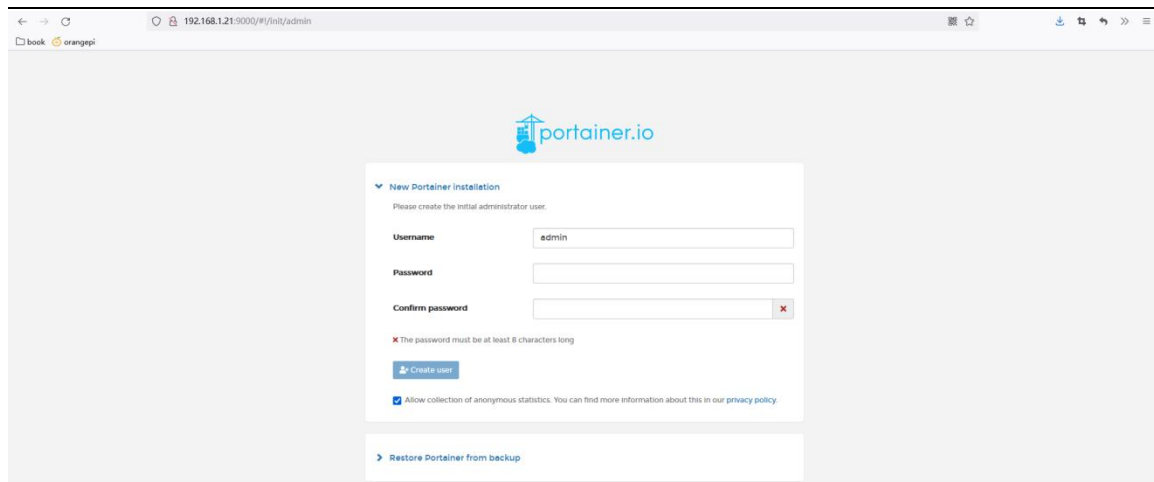 192.168.1.21:9000/#!/init/admin
book orangepi
portainer.io
New Portainer installation
Please create the initial administrator user.
Username admin
Password
Confirm password
The password must be at least 8 characters long
Create user
Allow collection of anonymous statistics. You can find more information about this in our privacy policy.
Restore Portainer from backup